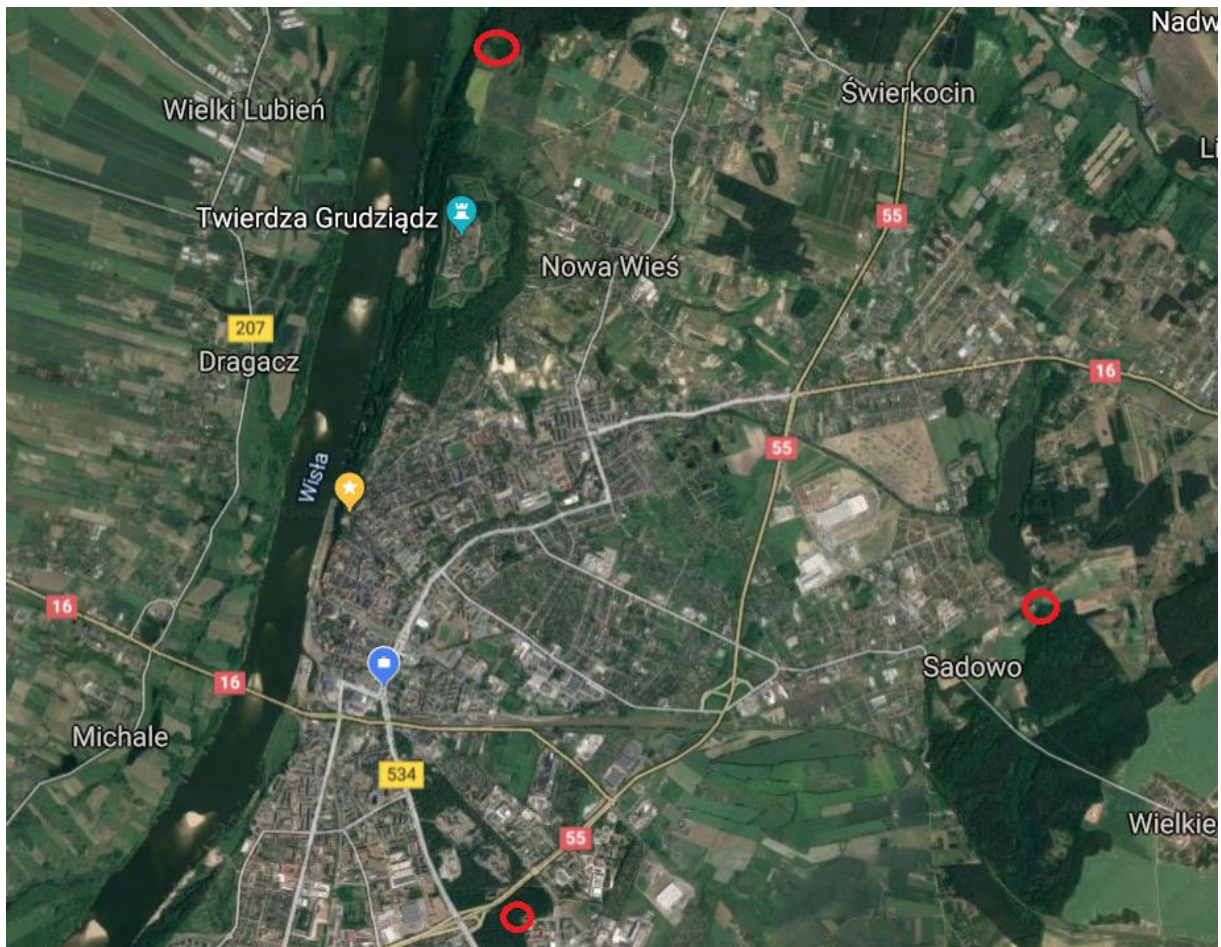 Nadw
Wielki Lubień
Świerkocin
Li
Twierdza Grudziądz
55
Nowa Wieś
207
Dragacz
16
55
Wisła
16
Sadowo
16
Michale
534
Wielkie
55